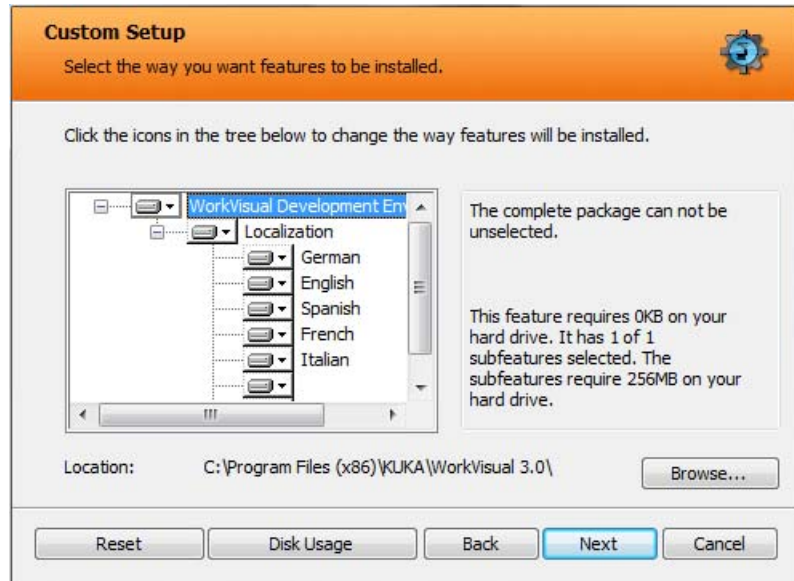 Custom Setup
Select the way you want features to be installed.
Click the icons in the tree below to change the way features will be installed.
WorkVisual Development Env
Localization
German
English
Spanish
French
Italian
The complete package can not be
unselected.
This feature requires 0KB on your
hard drive. It has 1 of 1
subfeatures selected. The
subfeatures require 256MB on your
hard drive.
Location: C:\Program Files (x86)\KUKA\WorkVisual 3.0\
Browse...
Reset Disk Usage Back Next Cancel